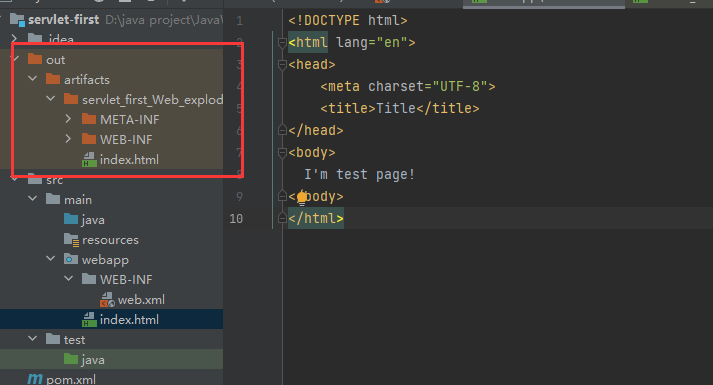 servlet-first D:\java project\Java\
.idea
out
artifacts
servlet_first_Web_explod
META-INF
WEB-INF
index.html
src
main
java
resources
webapp
WEB-INF
web.xml
index.html
test
java
pom.xml
1 <!DOCTYPE html>
2 <html lang="en">
3 <head>
4 <meta charset="UTF-8">
5 <title>Title</title>
6 </head>
7 <body>
8 I'm test page!
9 </body>
10 </html>